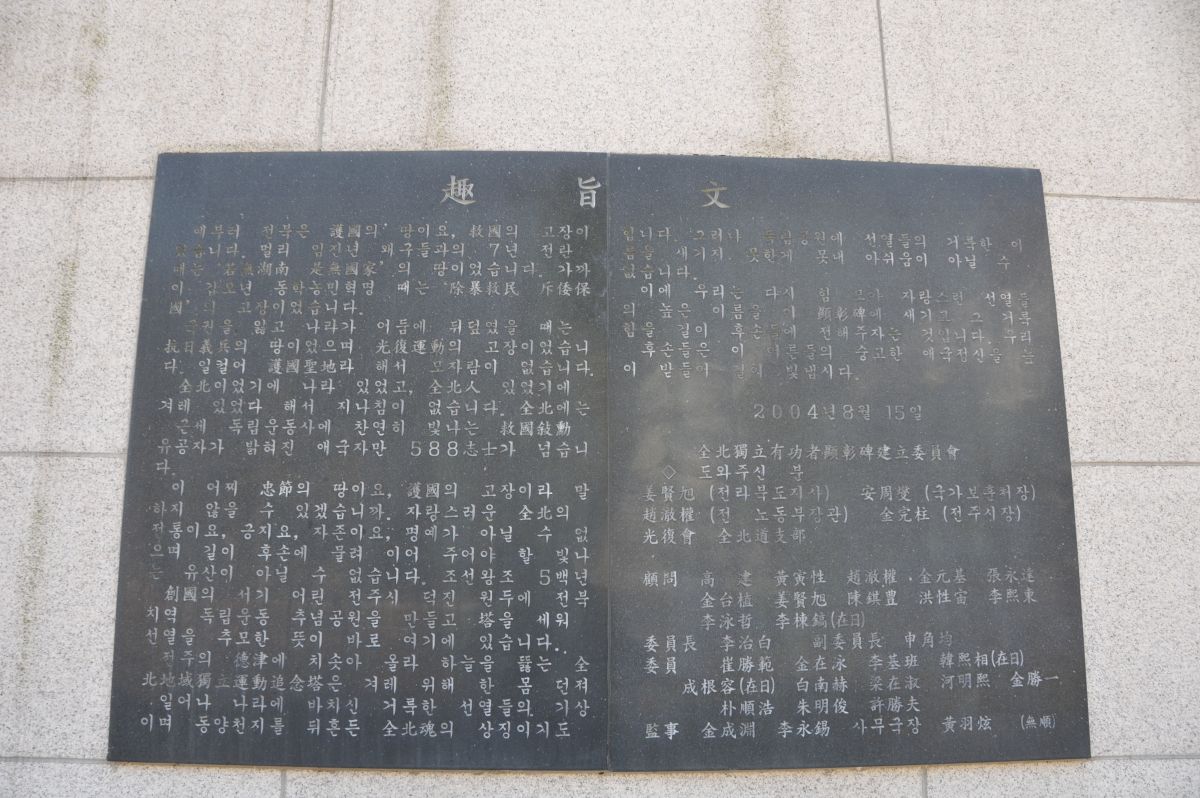 趣旨文
예부터 전북은 護國의 땅이요, 救國의 고장이
었습니다. 멀리 임진년 왜구들과의 7년 전란
때는 '若無湖南 是無國家'의 땅이었습니다. 가까
이 갑오년 동학농민혁명 때는 '除暴救民 斥倭保
國'의 고장이었습니다.
국권을 잃고 나라가 어둠에 뒤덮였을 때는
抗日義兵의 땅이었으며 光復運動의 고장이었습니
다. 일컬어 護國聖地라 해서 모자람이 없습니다.
全北이 있었기에 나라 있었고, 全北人 있었기에
겨레 있었다 해서 지나침이 없습니다. 全北에는
근세 독립운동사에 찬연히 빛나는 救國敍勳
유공자가 밝혀진 애국자만 588志士가 넘습니
다.
이 어찌 忠節의 땅이요, 護國의 고장이라 말
하지 않을 수 있겠습니까. 자랑스러운 全北의
전통이요, 긍지요, 자존이요, 명예가 아닐 수 없
으며 길이 후손에 물려 이어 주어야 할 빛나
는 유산이 아닐 수 없습니다. 조선왕조 5백년
創國의 서기 어린 전주시 덕진원두에 전북
지역 독립운동 추념공원을 만들고 탑을 세워
선열을 추모한 뜻이 바로 여기에 있습니다.
전주의 德津에 치솟아 올라 하늘을 뚫는 全
北地域 獨立運動追念塔은 겨레 위한 몸 던져
일제에 나라 치른 신 선열들의 기상
이며 동양천지를 뒤흔든 全北魂의 상징이기도
합니다. 그러나 독립공원에 선열들의 거룩한 이
름을 새기지 못한게 못내 아쉬움이 아닐 수
없습니다.
이에 우리는 다시 힘 모아 자랑스런 선열들
의 높은 이름을 이 顯彰碑에 새기고 그 거룩
함을 길이 후손에 전해주자는 것입니다. 우리
후손들은 이 어른들의 숭고한 애국정신을
이어받들어 길이 빛냅시다.
2004년 8월 15일
全北獨立有功者顯彰碑建立委員會
◇ 도와주신 분
姜賢旭 (전라북도지사) 安周燮 (국가보훈처장)
趙漱權 (전 노동부장관) 金完柱 (전주시장)
光復會 全北道支部
顧問 高建 黃寅性 趙漱權 金元基 張永達
金台植 姜賢旭 陳錤豊 洪性宙 李熙東
李泳哲 李棟鎬(在日)
委員長 李治白 副委員長 申角均
委員 崔勝範 金在泳 李基班 韓熙相(在日)
成根容(在日) 白南赫 梁在淑 河明熙 金勝一
朴順浩 朱明俊 許勝夫
監事 金成淵 李永錫 사무국장 黃羽炫 (無順)